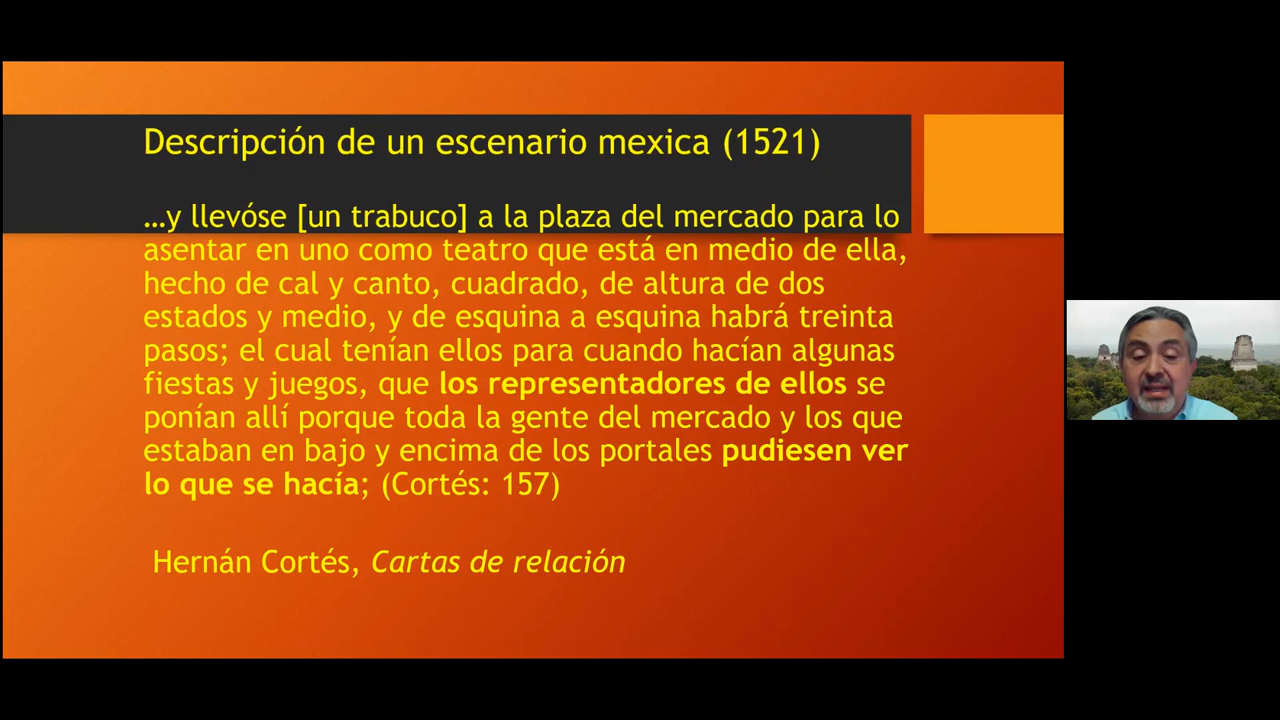 Descripción de un escenario mexica (1521)
…y llevóse [un trabuco] a la plaza del mercado para lo
asentar en uno como teatro que está en medio de ella,
hecho de cal y canto, cuadrado, de altura de dos
estados y medio, y de esquina a esquina habrá treinta
pasos; el cual tenían ellos para cuando hacían algunas
fiestas y juegos, que los representadores de ellos se
ponían allí porque toda la gente del mercado y los que
estaban en bajo y encima de los portales pudiesen ver
lo que se hacía; (Cortés: 157)
Hernán Cortés, Cartas de relación